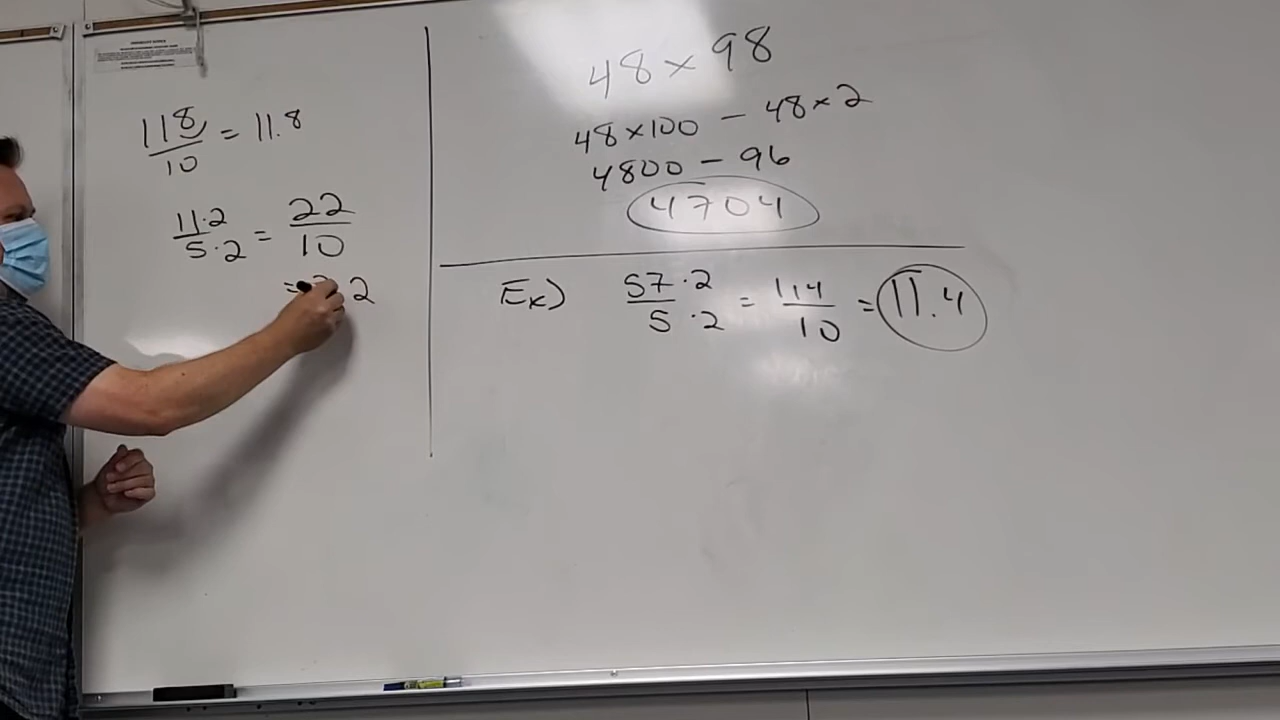 118/10 = 11.8
11·2/5·2 = 22/10
= 2.2
48×98
48×100 - 48×2
4800 - 96
4704
Ex) 57·2/5·2 = 114/10 = 11.4